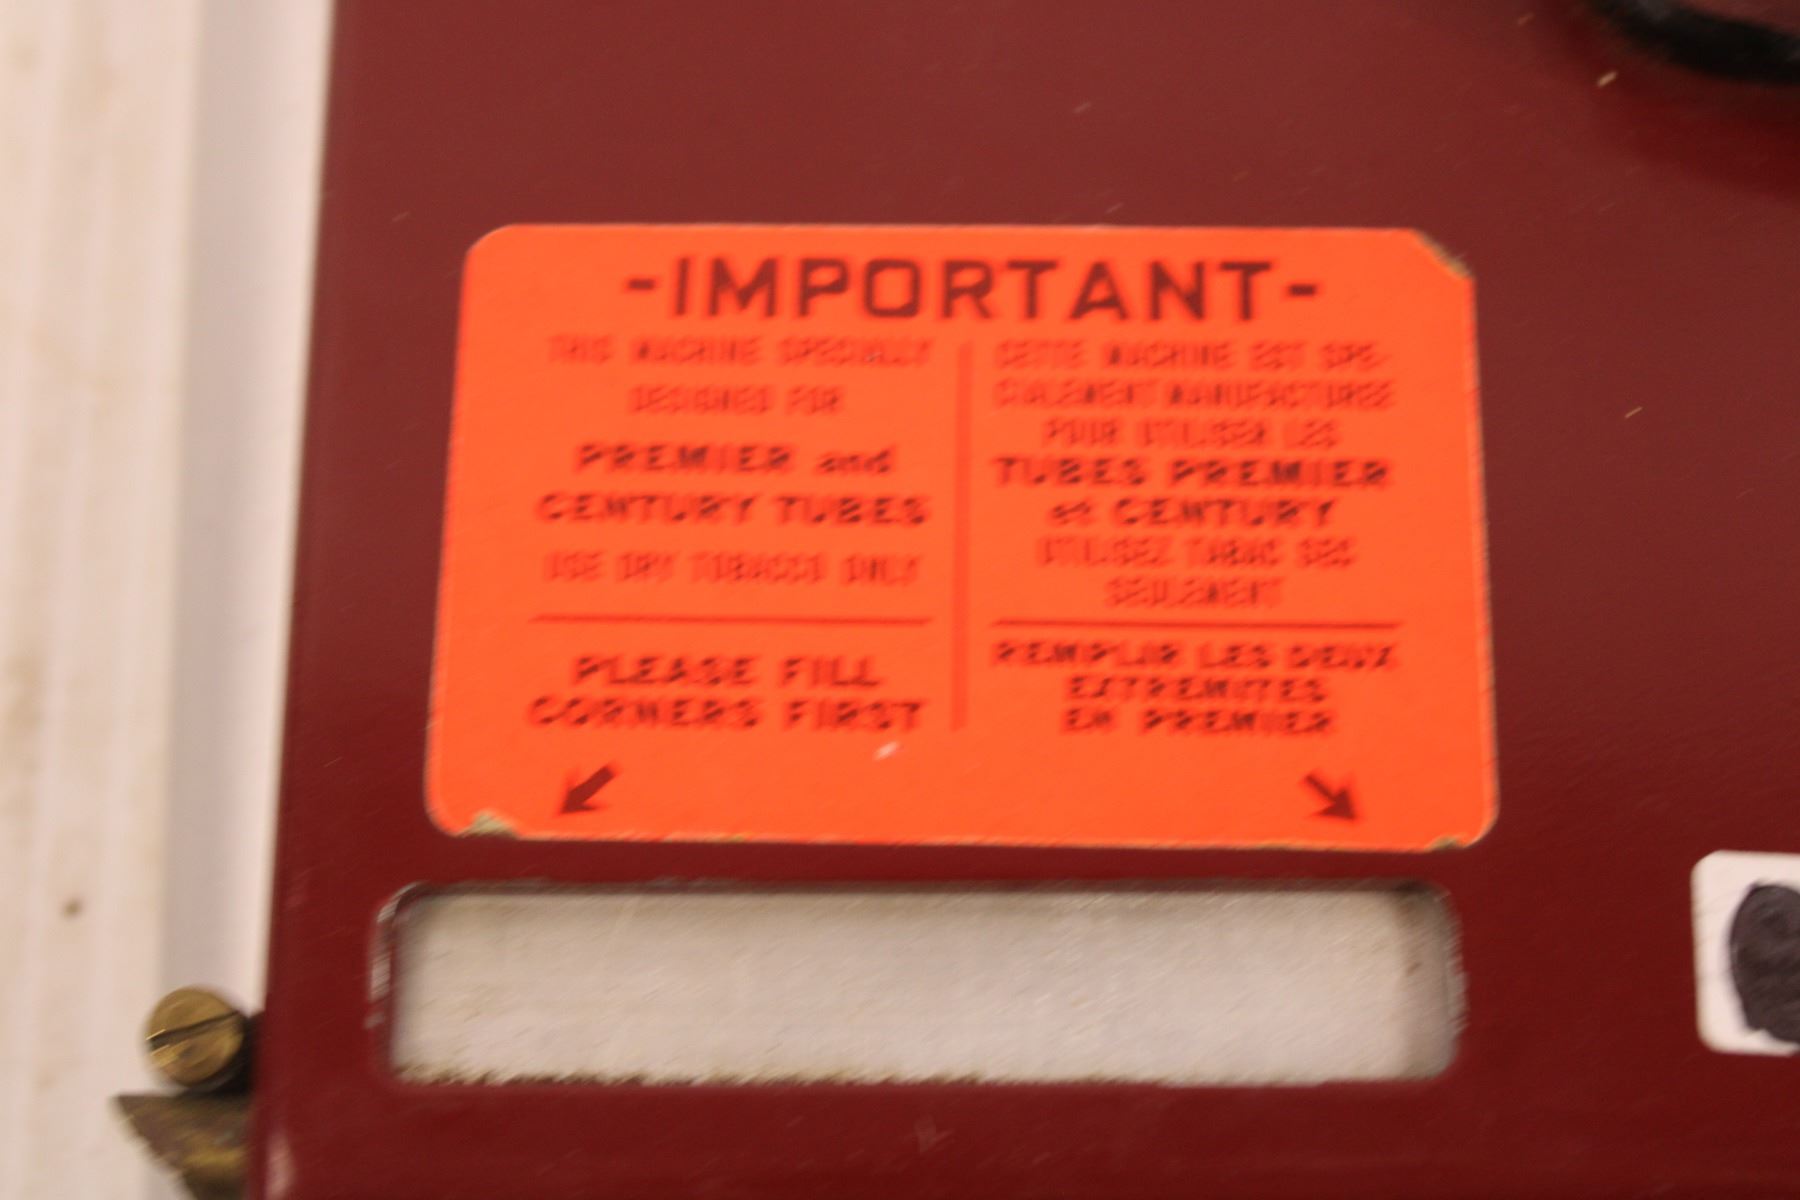 -IMPORTANT-
THIS MACHINE SPECIALLY
DESIGNED FOR
PREMIER and
CENTURY TUBES
USE DRY TOBACCO ONLY
PLEASE FILL
CORNERS FIRST
CETTE MACHINE EST SPE-
CIALEMENT MANUFACTUREE
POUR UTILISER LES
TUBES PREMIER
et CENTURY
UTILISEZ TABAC SEC
SEULEMENT
REMPLIR LES DEUX
EXTREMITES
EN PREMIER